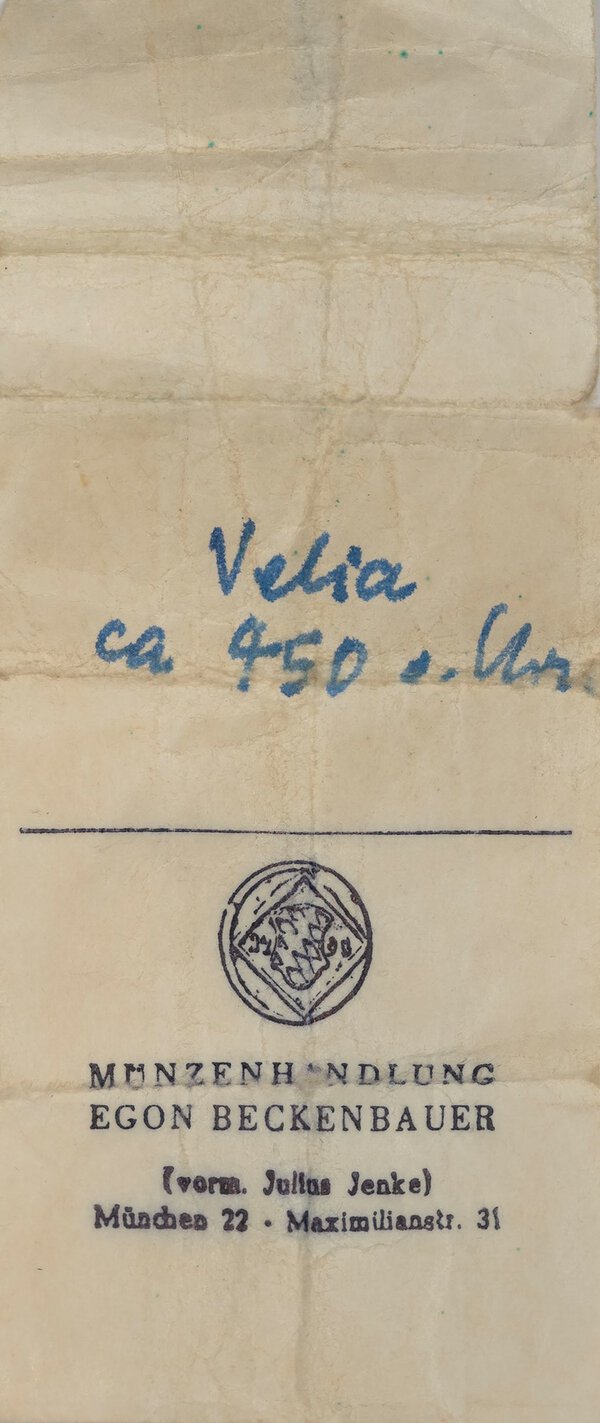 Velia
ca 450 v. Chr.
MÜNZENHANDLUNG
EGON BECKENBAUER
(vorm. Julius Jenke)
München 22 · Maximilianstr. 31